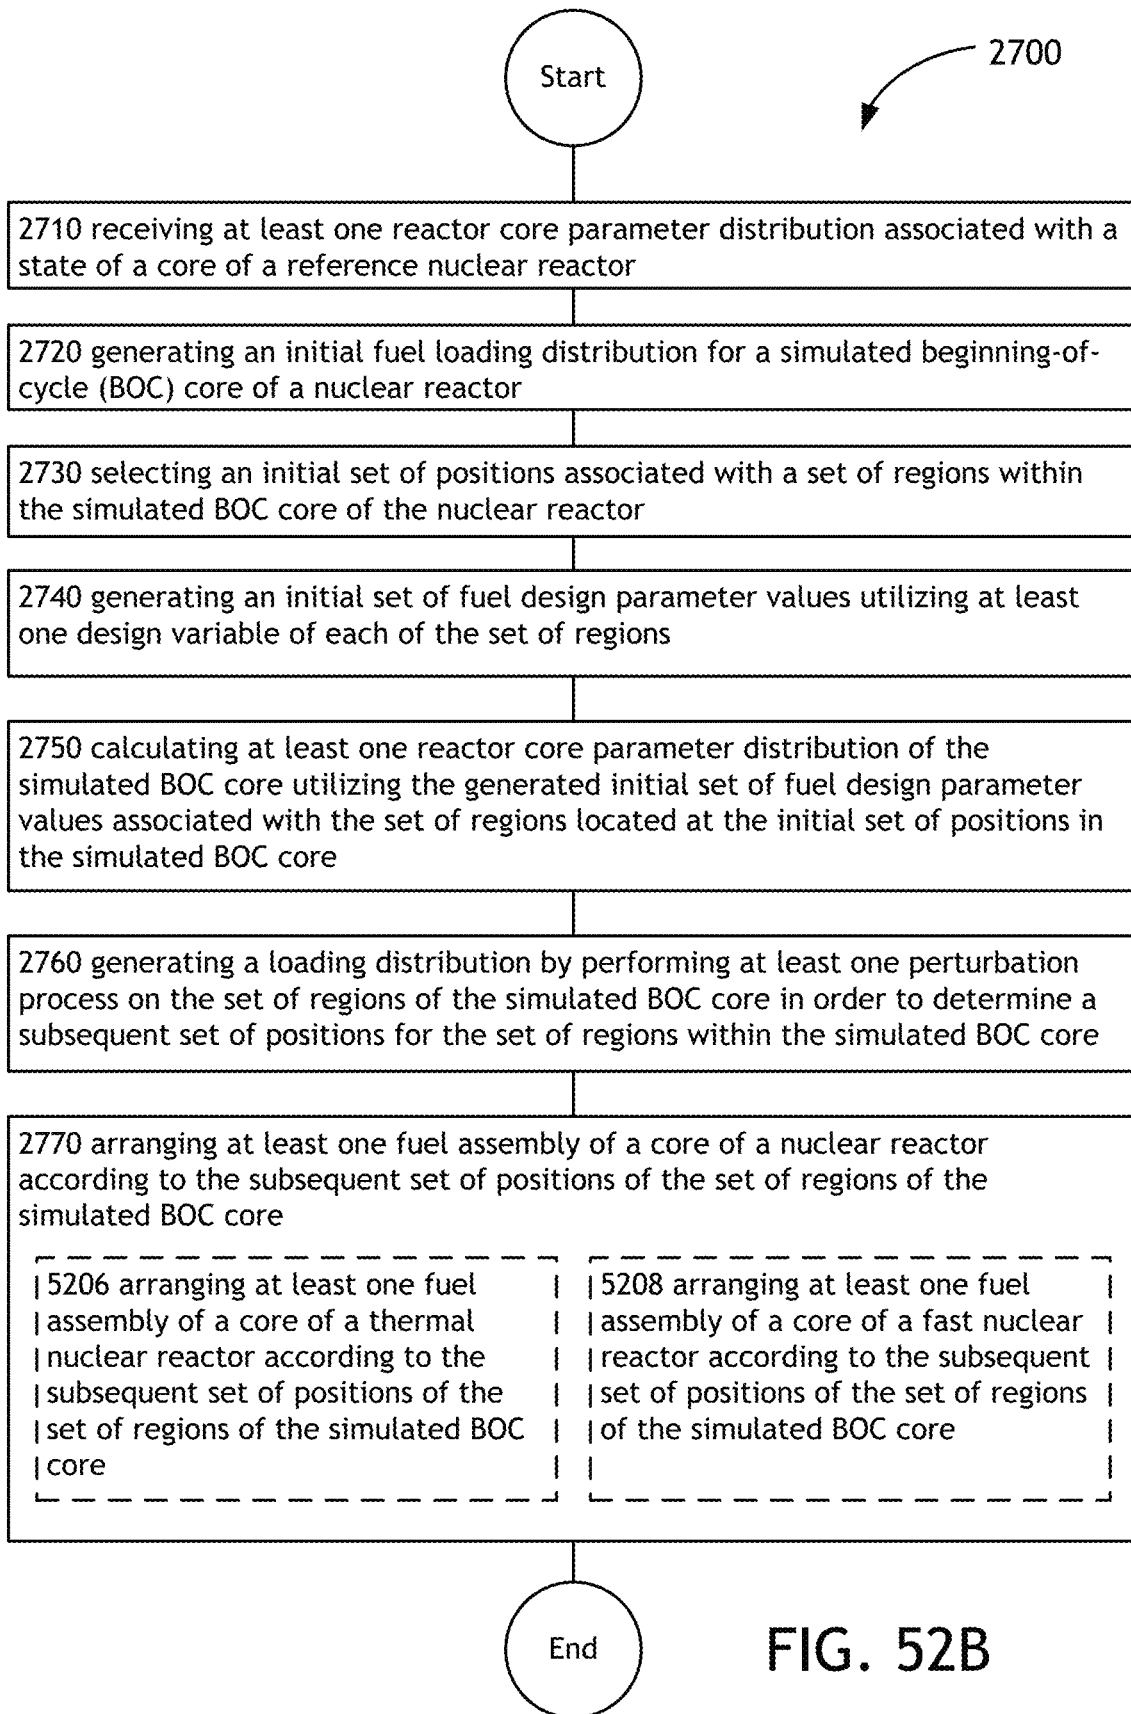 Start
2700
2710 receiving at least one reactor core parameter distribution associated with a
state of a core of a reference nuclear reactor
2720 generating an initial fuel loading distribution for a simulated beginning-of-
cycle (BOC) core of a nuclear reactor
2730 selecting an initial set of positions associated with a set of regions within
the simulated BOC core of the nuclear reactor
2740 generating an initial set of fuel design parameter values utilizing at least
one design variable of each of the set of regions
2750 calculating at least one reactor core parameter distribution of the
simulated BOC core utilizing the generated initial set of fuel design parameter
values associated with the set of regions located at the initial set of positions in
the simulated BOC core
2760 generating a loading distribution by performing at least one perturbation
process on the set of regions of the simulated BOC core in order to determine a
subsequent set of positions for the set of regions within the simulated BOC core
2770 arranging at least one fuel assembly of a core of a nuclear reactor
according to the subsequent set of positions of the set of regions of the
simulated BOC core
5206 arranging at least one fuel
assembly of a core of a thermal
nuclear reactor according to the
subsequent set of positions of the
set of regions of the simulated BOC
core
5208 arranging at least one fuel
assembly of a core of a fast nuclear
reactor according to the subsequent
set of positions of the set of regions
of the simulated BOC core
End
FIG. 52B